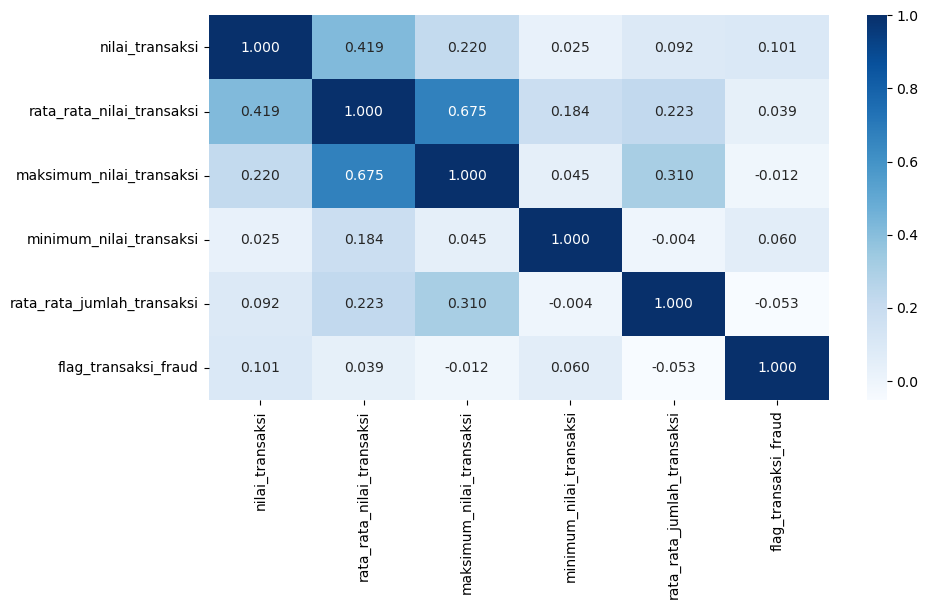 nilai_transaksi 1.000 0.419 0.220 0.025 0.092 0.101
rata_rata_nilai_transaksi 0.419 1.000 0.675 0.184 0.223 0.039
maksimum_nilai_transaksi 0.220 0.675 1.000 0.045 0.310 -0.012
minimum_nilai_transaksi 0.025 0.184 0.045 1.000 -0.004 0.060
rata_rata_jumlah_transaksi 0.092 0.223 0.310 -0.004 1.000 -0.053
flag_transaksi_fraud 0.101 0.039 -0.012 0.060 -0.053 1.000
nilai_transaksi
rata_rata_nilai_transaksi
maksimum_nilai_transaksi
minimum_nilai_transaksi
rata_rata_jumlah_transaksi
flag_transaksi_fraud
1.0
0.8
0.6
0.4
0.2
0.0